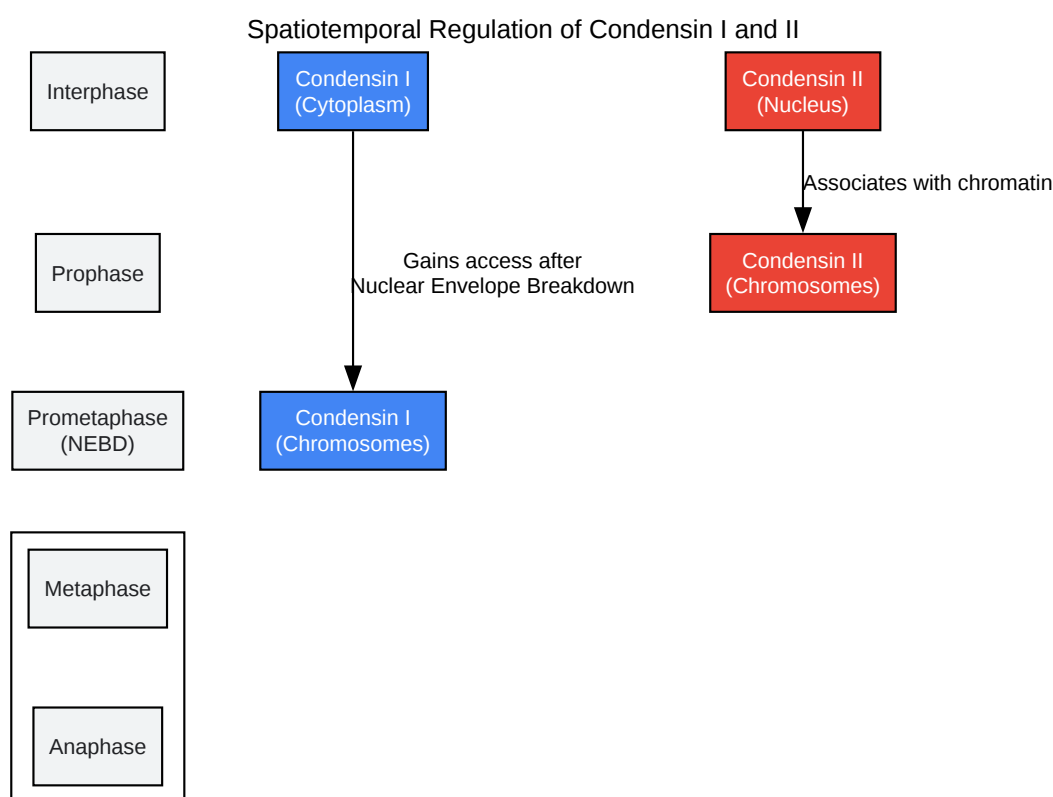 Spatiotemporal Regulation of Condensin I and II
Interphase
Condensin I
(Cytoplasm)
Condensin II
(Nucleus)
Associates with chromatin
Prophase
Gains access after
Nuclear Envelope Breakdown
Condensin II
(Chromosomes)
Prometaphase
(NEBD)
Condensin I
(Chromosomes)
Metaphase
Anaphase